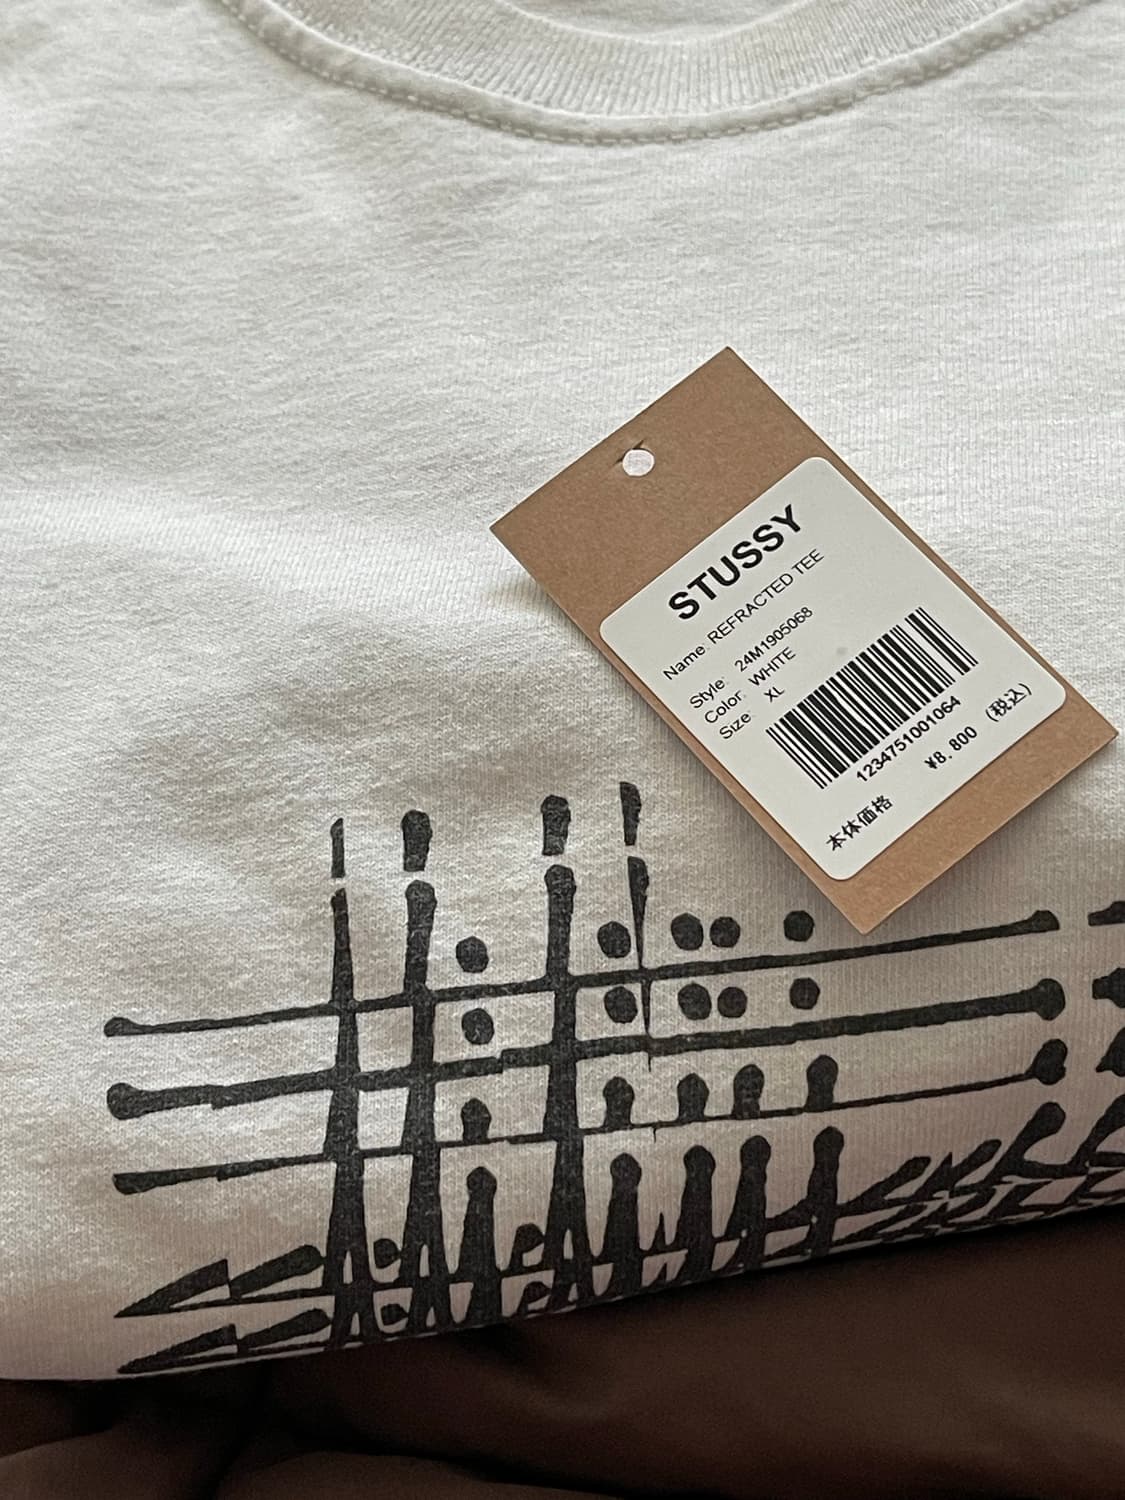 STUSSY
Name: REFRACTED TEE
Style: 24M1905068
Color: WHITE
Size: XL
1234751001064
本体価格 ¥8.800 (税込)